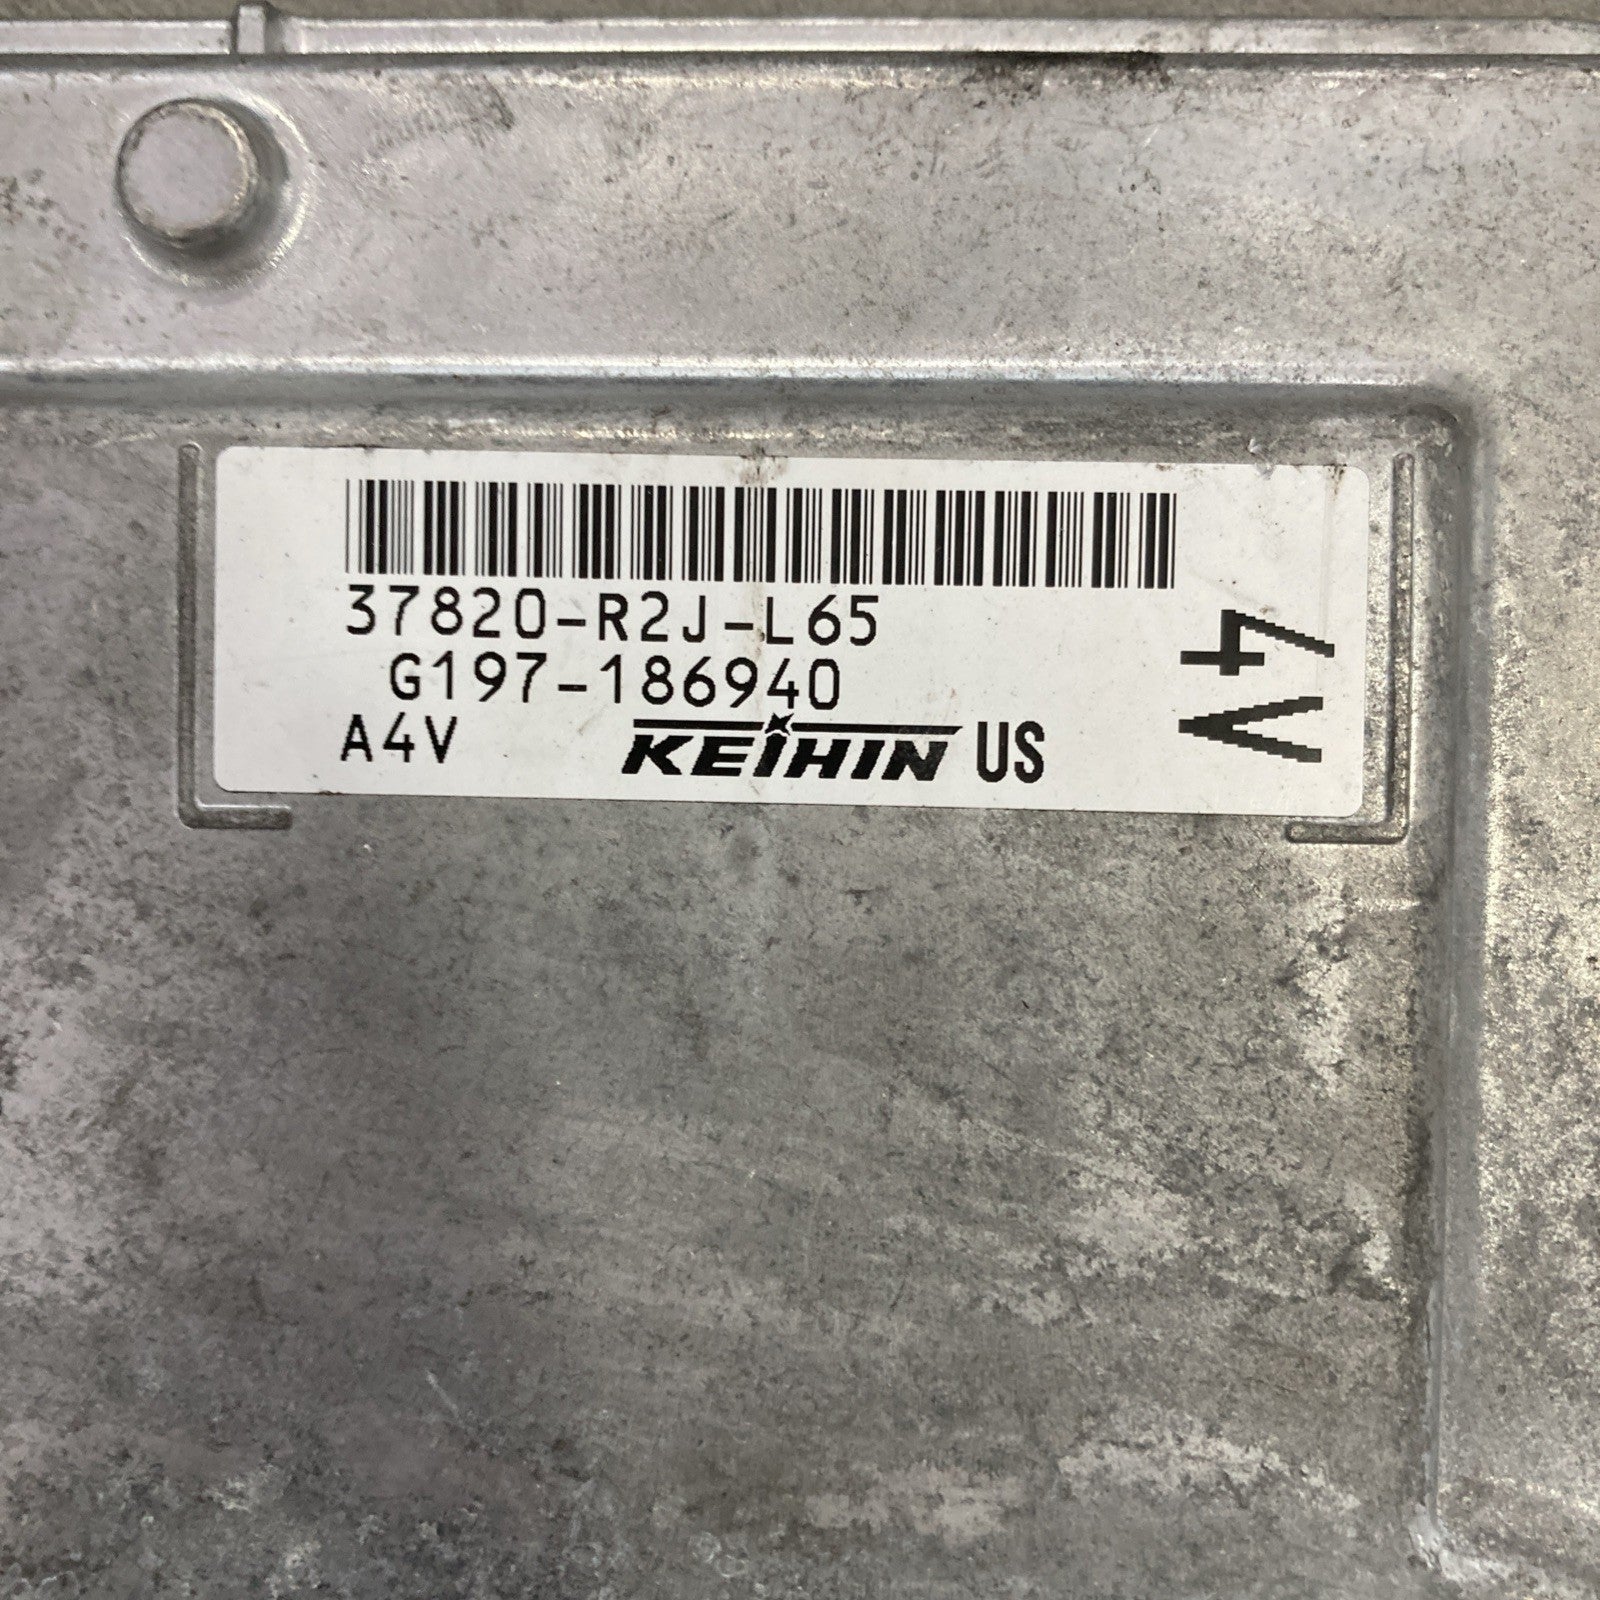 37820-R2J-L65
G197-186940
A4V KEIHIN US
4V